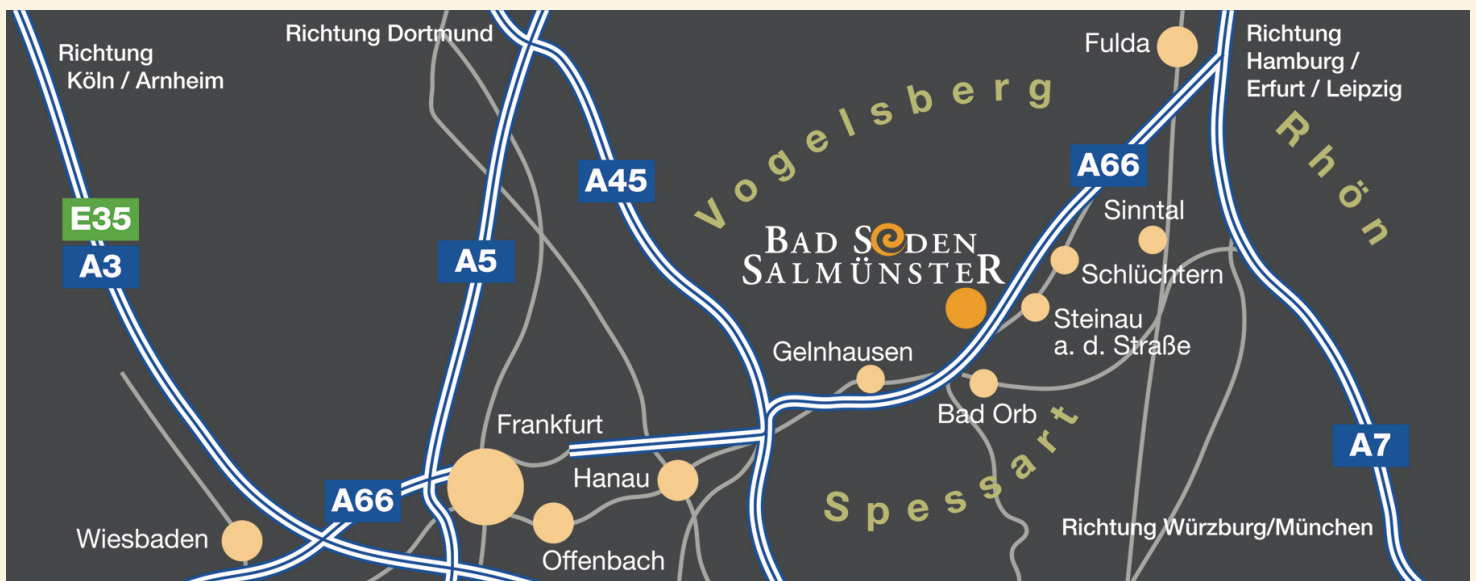 Richtung
Köln / Arnheim
Richtung Dortmund
Fulda
Richtung
Hamburg /
Erfurt / Leipzig
Vogelsberg
Rhön
A66
A45
E35
A3
A5
Sinntal
BAD SODEN
SALMÜNSTER
Schlüchtern
Steinau
a. d. Straße
Gelnhausen
Bad Orb
Frankfurt
Spessart
A7
Hanau
A66
Wiesbaden
Offenbach
Richtung Würzburg/München